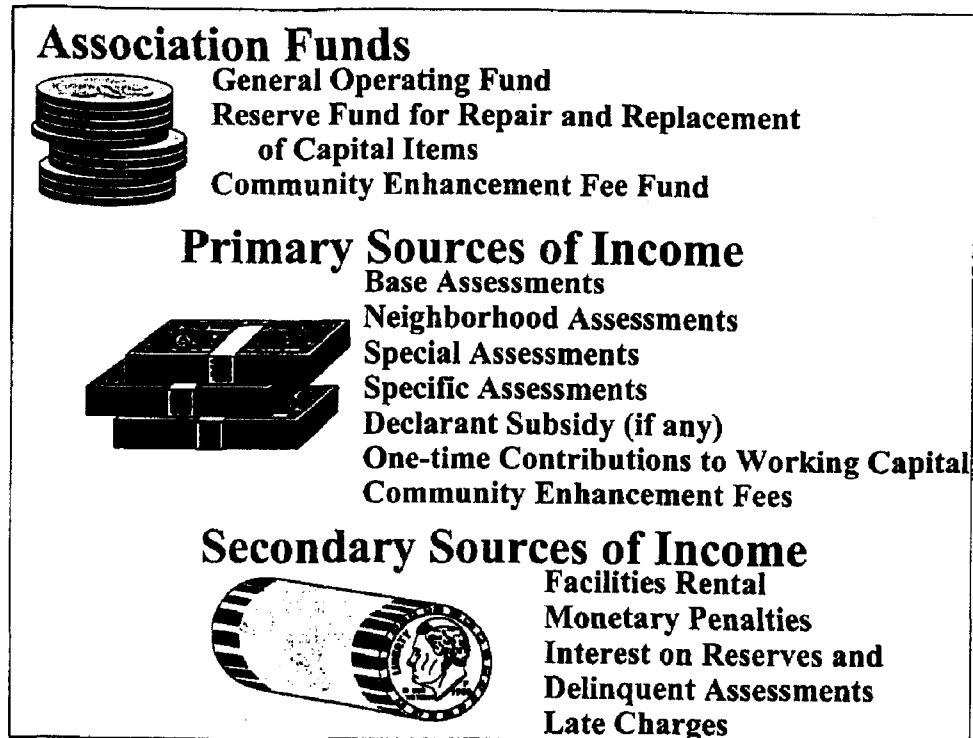 Association Funds
General Operating Fund
Reserve Fund for Repair and Replacement
of Capital Items
Community Enhancement Fee Fund
Primary Sources of Income
Base Assessments
Neighborhood Assessments
Special Assessments
Specific Assessments
Declarant Subsidy (if any)
One-time Contributions to Working Capital
Community Enhancement Fees
Secondary Sources of Income
Facilities Rental
Monetary Penalties
LIBERTY
Interest on Reserves and
Delinquent Assessments
Late Charges